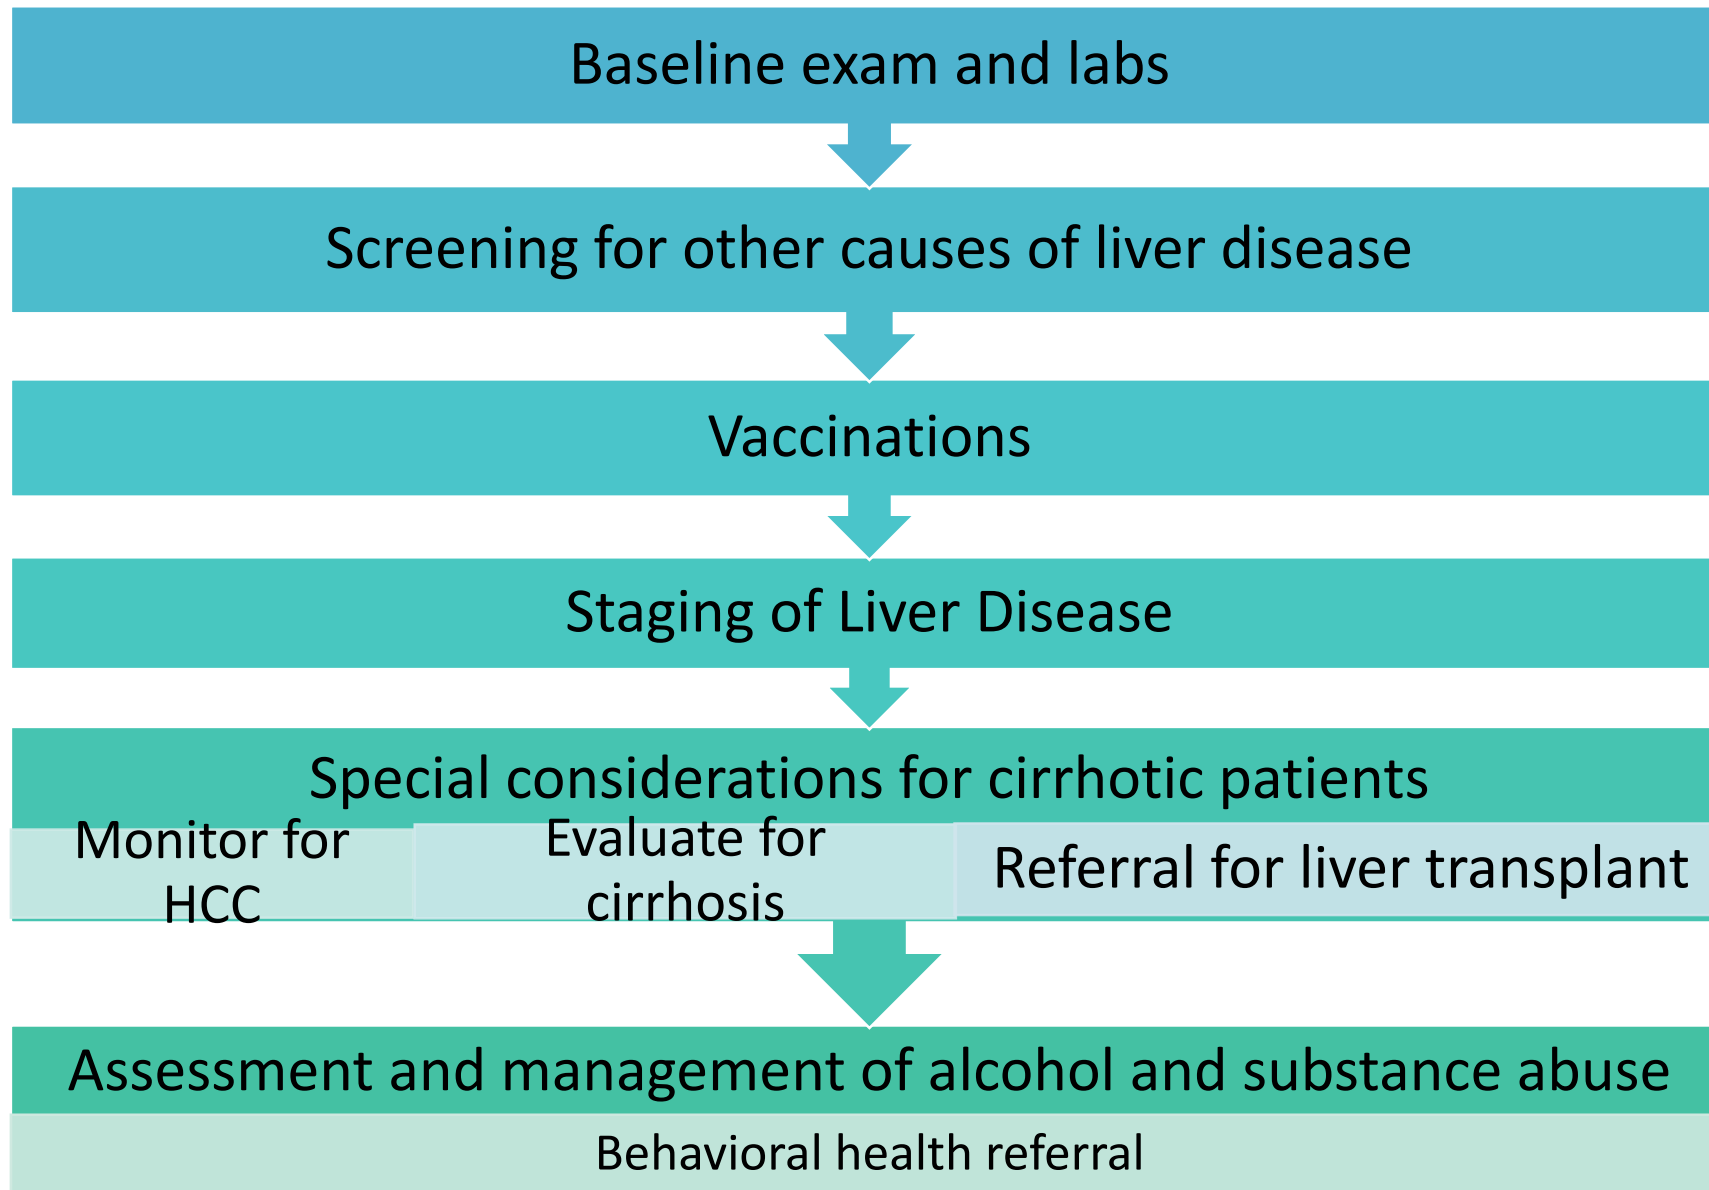 Baseline exam and labs
Screening for other causes of liver disease
Vaccinations
Staging of Liver Disease
Special considerations for cirrhotic patients
Monitor for
HCC
Evaluate for
cirrhosis
Referral for liver transplant
Assessment and management of alcohol and substance abuse
Behavioral health referral